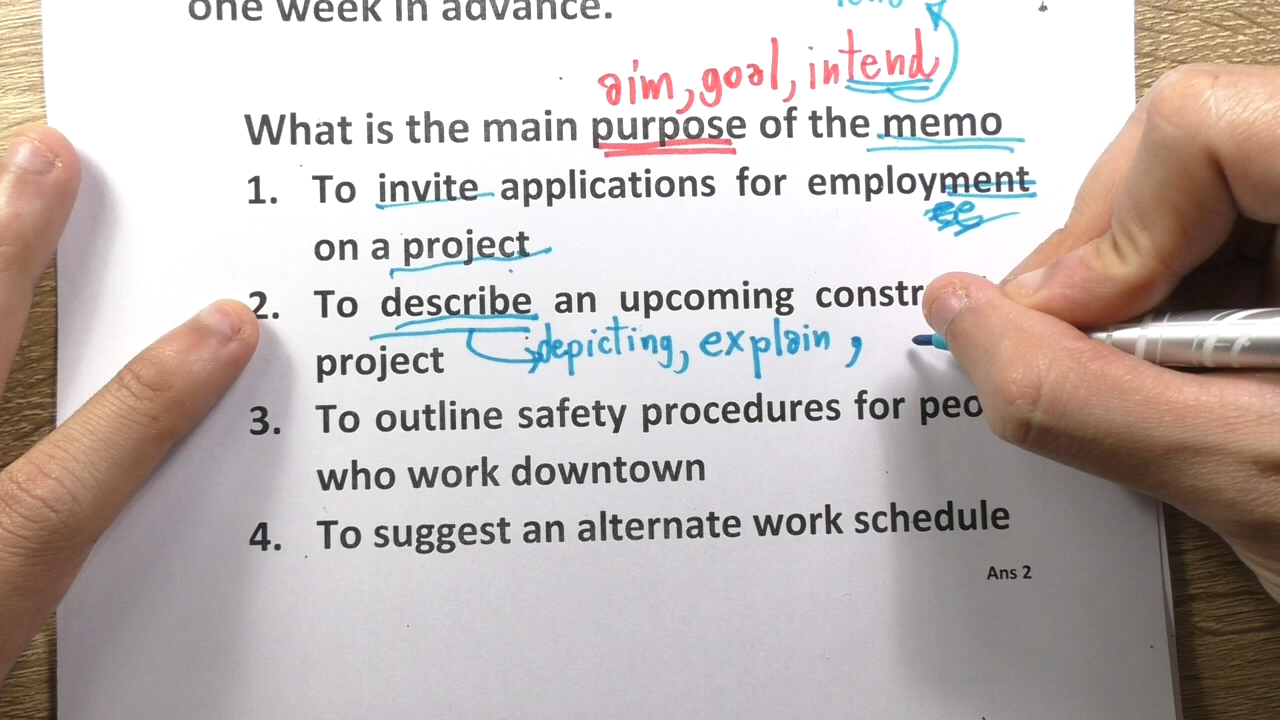 one week in advance.
aim, goal, intend
What is the main purpose of the memo
1. To invite applications for employment
ee
on a project
2. To describe an upcoming constr
depicting, explain,
project
3. To outline safety procedures for peo
who work downtown
4. To suggest an alternate work schedule
Ans 2